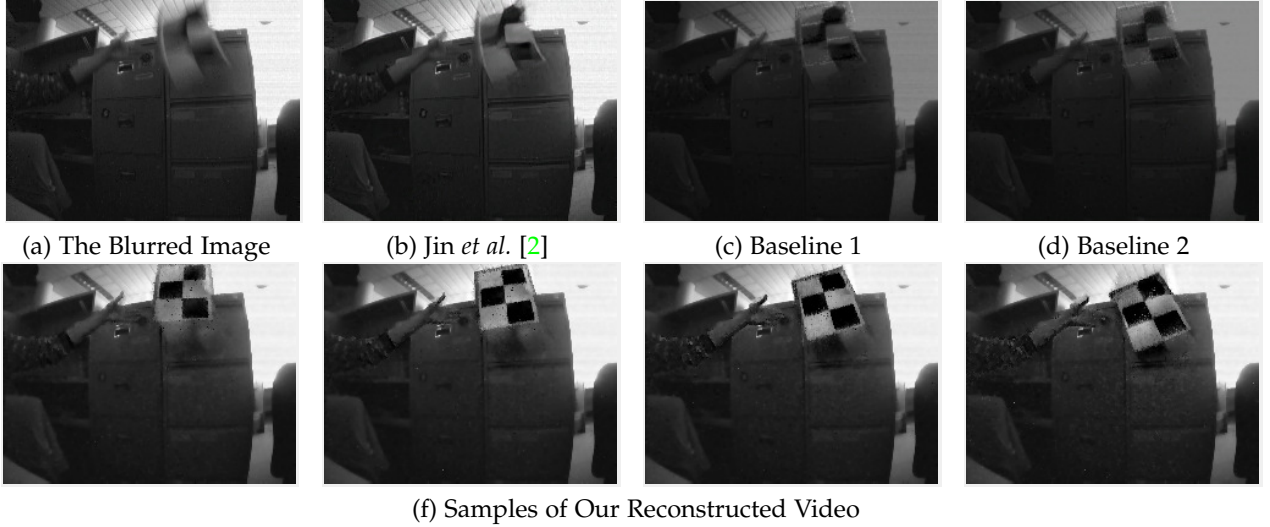 (a) The Blurred Image
(b) Jin et al. [2]
(c) Baseline 1
(d) Baseline 2
(f) Samples of Our Reconstructed Video